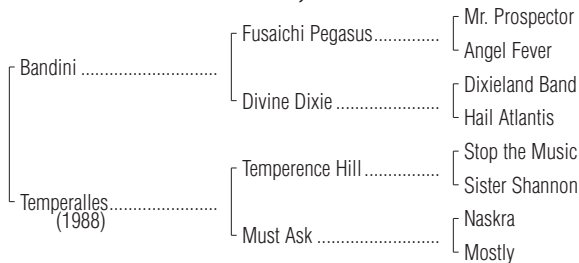 Mr. Prospector
Fusaichi Pegasus..............
Angel Fever
Bandini .............................
Dixieland Band
Divine Dixie ......................
Hail Atlantis
Stop the Music
Temperence Hill................
Sister Shannon
Temperalles.......................
(1988)
Naskra
Must Ask ..........................
Mostly